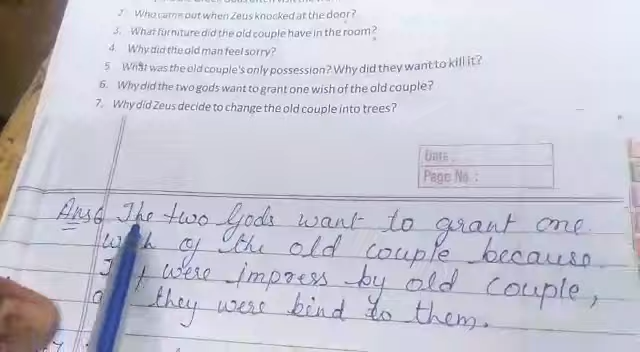 2. Who came out when Zeus knocked at the door?
3. What furniture did the old couple have in the room?
4. Why did the old man feel sorry?
5. What was the old couple's only possession? Why did they want to kill it?
6. Why did the two gods want to grant one wish of the old couple?
7. Why did Zeus decide to change the old couple into trees?
Date :
Page No :
Ans6 The two Gods want to grant one
of the old couple because
were impress by old couple,
they were bind to them.